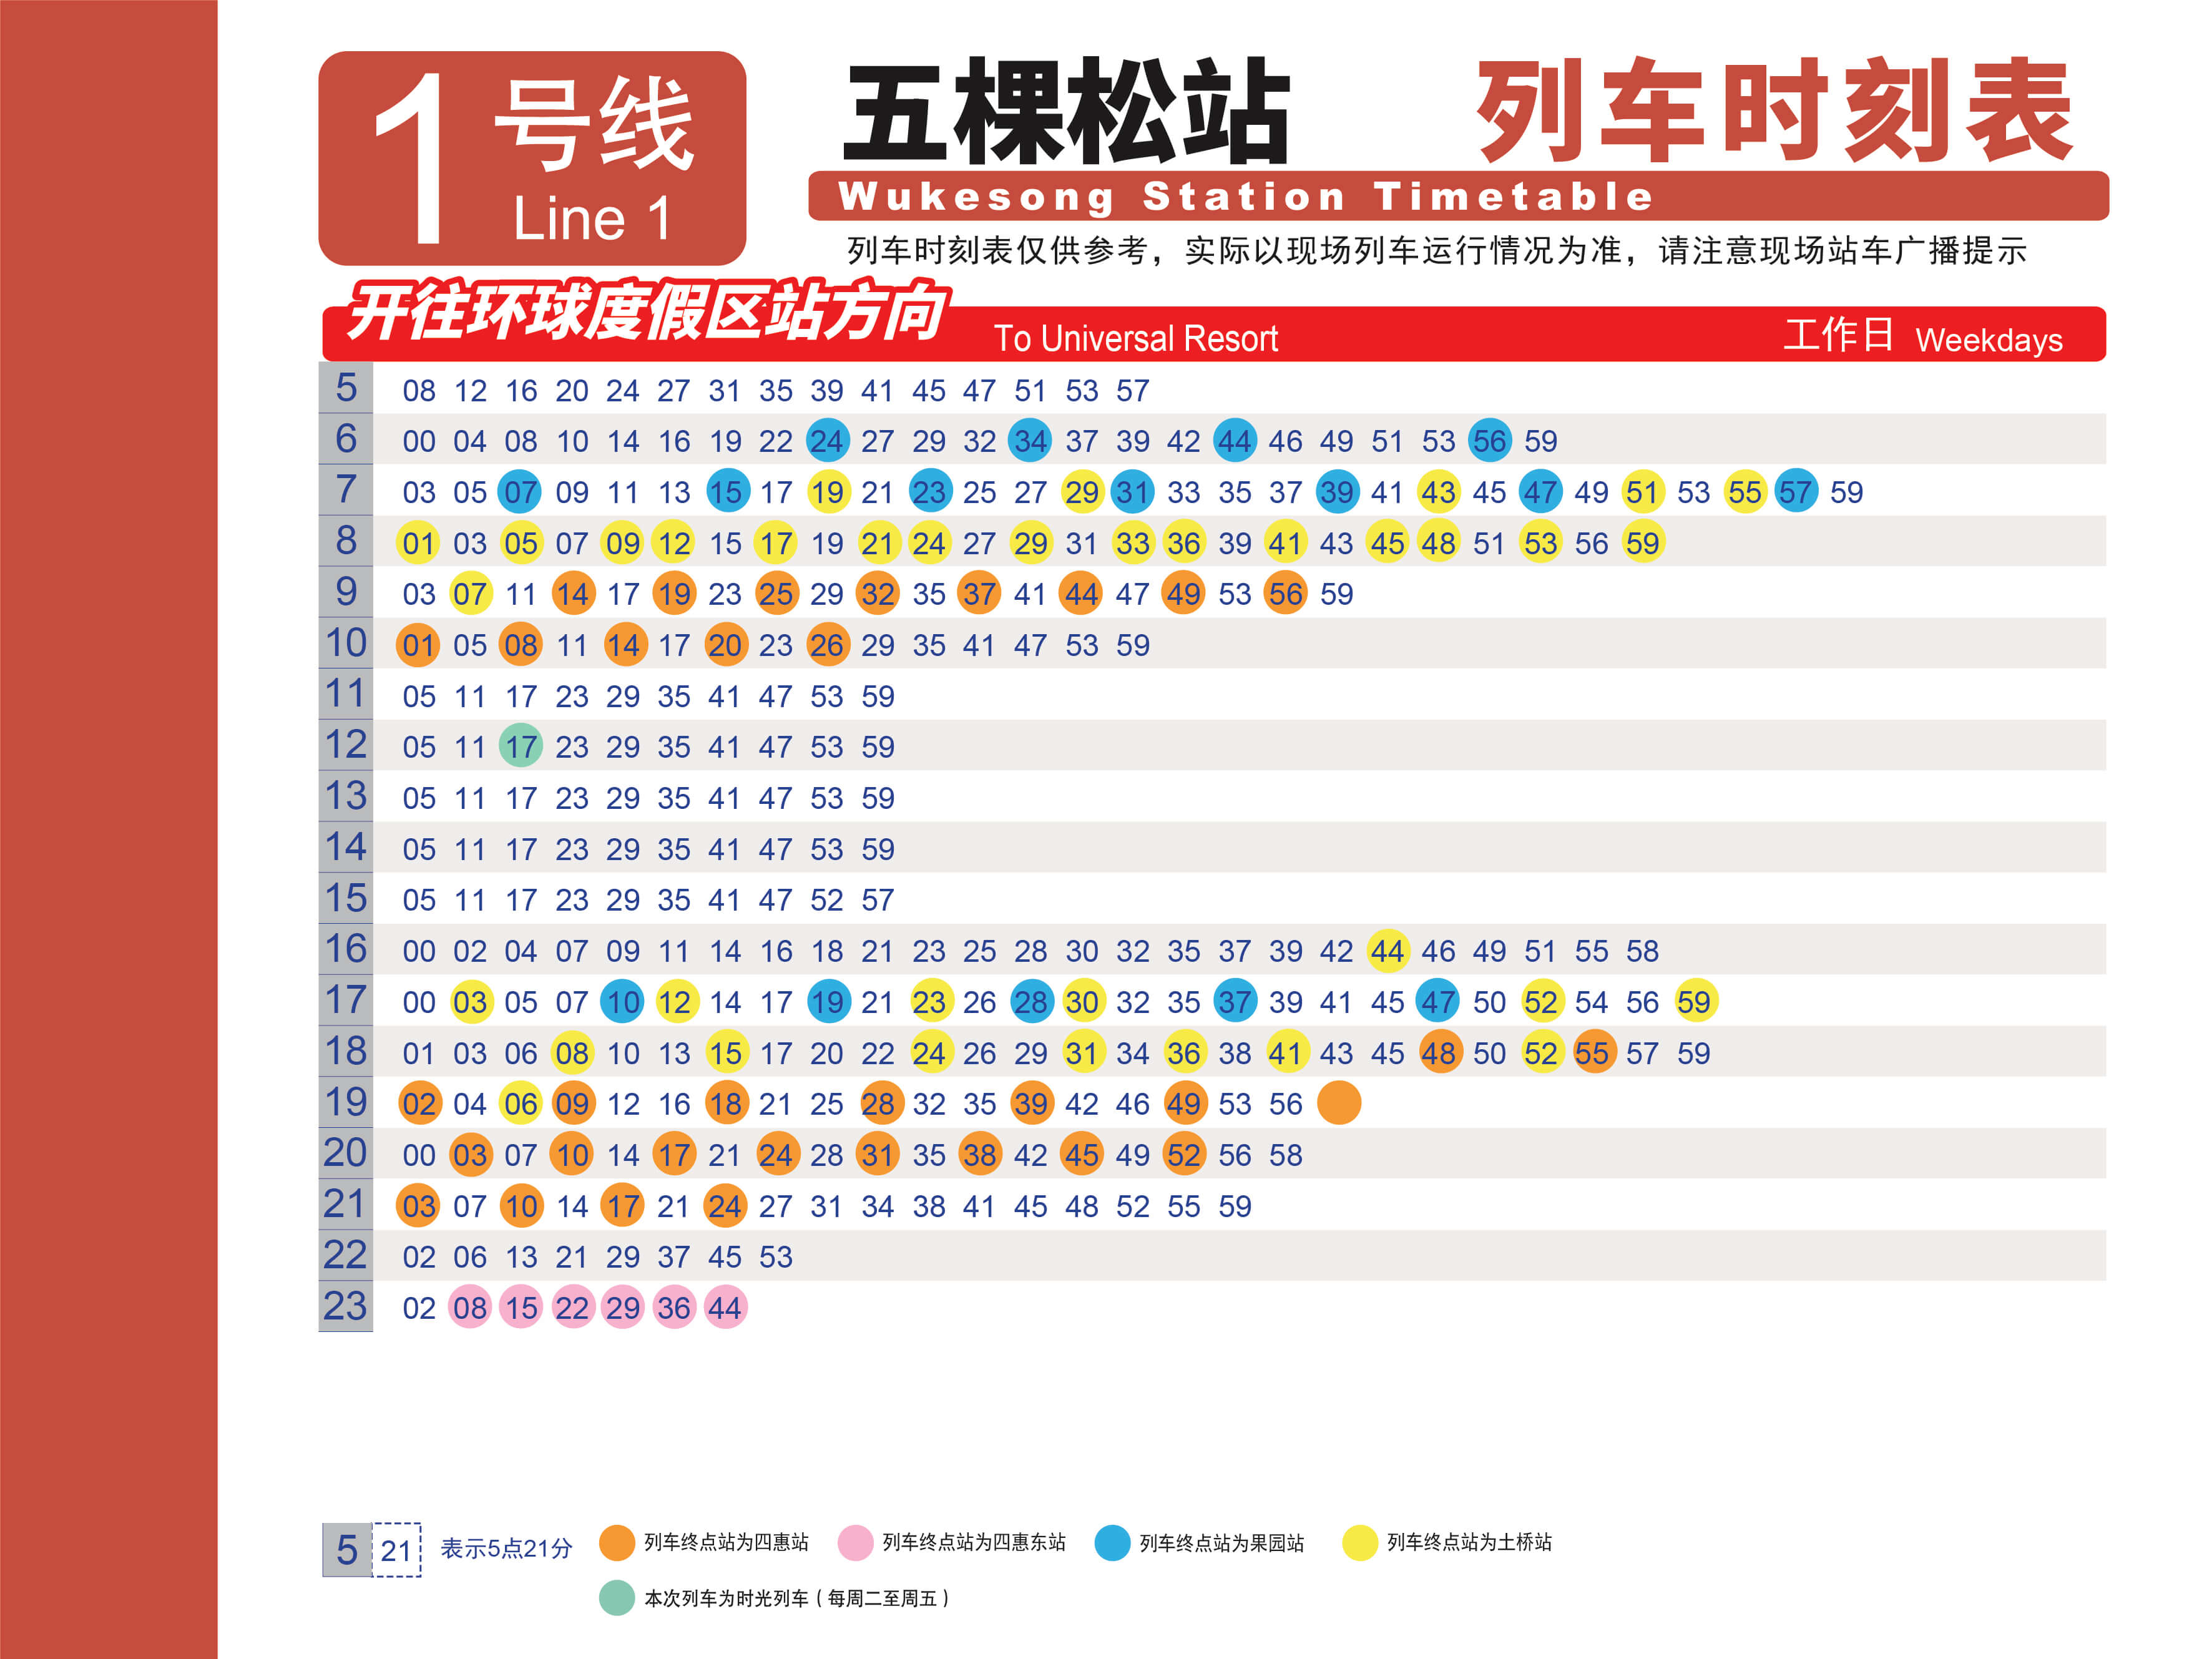 1号线
Line 1
五棵松站 列车时刻表
Wukesong Station Timetable
列车时刻表仅供参考，实际以现场列车运行情况为准，请注意现场站车广播提示
开往环球度假区站方向 To Universal Resort 工作日 Weekdays
5 08 12 16 20 24 27 31 35 39 41 45 47 51 53 57
6 00 04 08 10 14 16 19 22 24 27 29 32 34 37 39 42 44 46 49 51 53 56 59
7 03 05 07 09 11 13 15 17 19 21 23 25 27 29 31 33 35 37 39 41 43 45 47 49 51 53 55 57 59
8 01 03 05 07 09 12 15 17 19 21 24 27 29 31 33 36 39 41 43 45 48 51 53 56 59
9 03 07 11 14 17 19 23 25 29 32 35 37 41 44 47 49 53 56 59
10 01 05 08 11 14 17 20 23 26 29 35 41 47 53 59
11 05 11 17 23 29 35 41 47 53 59
12 05 11 17 23 29 35 41 47 53 59
13 05 11 17 23 29 35 41 47 53 59
14 05 11 17 23 29 35 41 47 53 59
15 05 11 17 23 29 35 41 47 52 57
16 00 02 04 07 09 11 14 16 18 21 23 25 28 30 32 35 37 39 42 44 46 49 51 55 58
17 00 03 05 07 10 12 14 17 19 21 23 26 28 30 32 35 37 39 41 45 47 50 52 54 56 59
18 01 03 06 08 10 13 15 17 20 22 24 26 29 31 34 36 38 41 43 45 48 50 52 55 57 59
19 02 04 06 09 12 16 18 21 25 28 32 35 39 42 46 49 53 56
20 00 03 07 10 14 17 21 24 28 31 35 38 42 45 49 52 56 58
21 03 07 10 14 17 21 24 27 31 34 38 41 45 48 52 55 59
22 02 06 13 21 29 37 45 53
23 02 08 15 22 29 36 44
5 21 表示5点21分 列车终点站为四惠站 列车终点站为四惠东站 列车终点站为果园站 列车终点站为土桥站
本次列车为时光列车（每周二至周五）